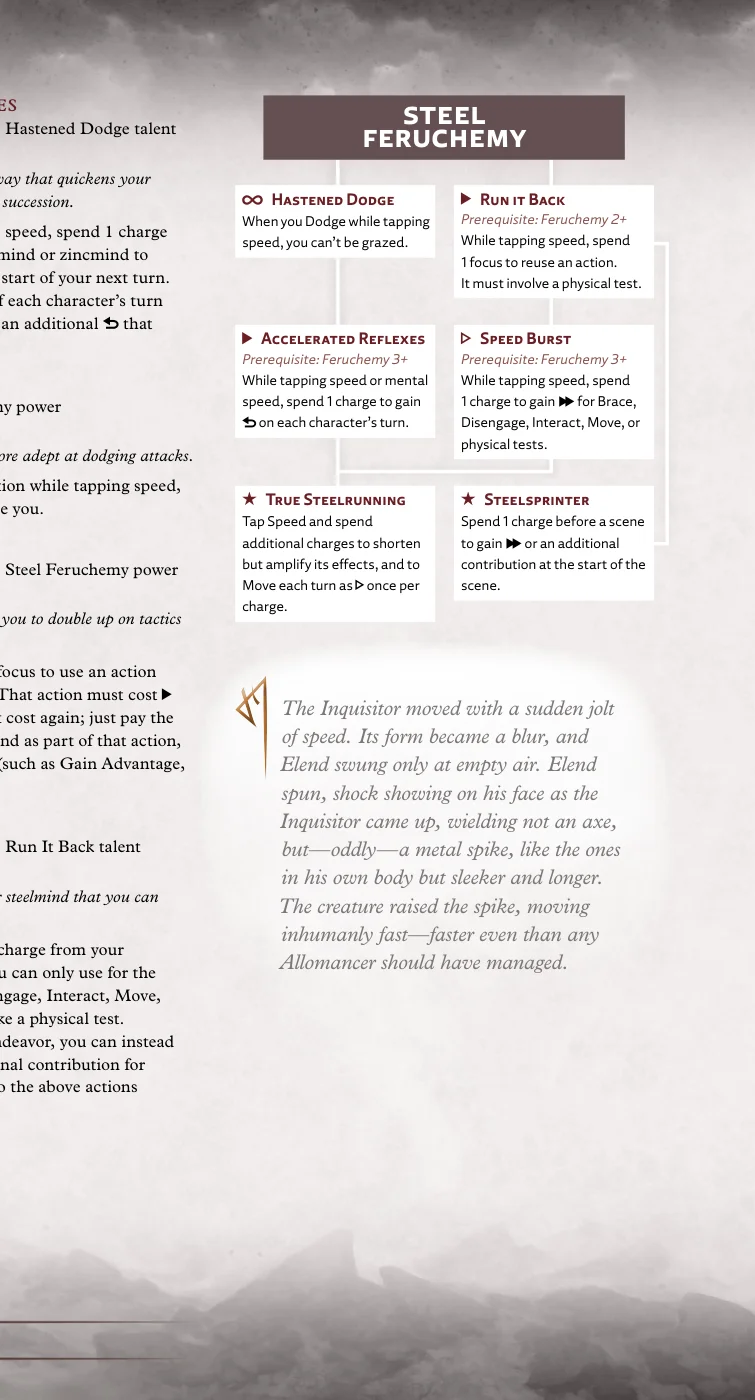 ES
Hastened Dodge talent
way that quickens your
succession.
speed, spend 1 charge
mind or zincmind to
start of your next turn.
f each character's turn
an additional that
ny power
ore adept at dodging attacks.
tion while tapping speed,
e you.
Steel Feruchemy power
you to double up on tactics
focus to use an action
That action must cost
t cost again; just pay the
nd as part of that action,
(such as Gain Advantage,
Run It Back talent
r steelmind that you can
charge from your
u can only use for the
ngage, Interact, Move,
ke a physical test.
ndeavor, you can instead
nal contribution for
o the above actions
STEEL
FERUCHEMY
∞ Hastened Dodge
When you Dodge while tapping
speed, you can't be grazed.
▶ Run it Back
Prerequisite: Feruchemy 2+
While tapping speed, spend
1 focus to reuse an action.
It must involve a physical test.
▶ Accelerated Reflexes
Prerequisite: Feruchemy 3+
While tapping speed or mental
speed, spend 1 charge to gain
on each character's turn.
▷ Speed Burst
Prerequisite: Feruchemy 3+
While tapping speed, spend
1 charge to gain ▶▶ for Brace,
Disengage, Interact, Move, or
physical tests.
★ True Steelrunning
Tap Speed and spend
additional charges to shorten
but amplify its effects, and to
Move each turn as ▷ once per
charge.
★ Steelsprinter
Spend 1 charge before a scene
to gain ▶▶ or an additional
contribution at the start of the
scene.
The Inquisitor moved with a sudden jolt
of speed. Its form became a blur, and
Elend swung only at empty air. Elend
spun, shock showing on his face as the
Inquisitor came up, wielding not an axe,
but—oddly—a metal spike, like the ones
in his own body but sleeker and longer.
The creature raised the spike, moving
inhumanly fast—faster even than any
Allomancer should have managed.